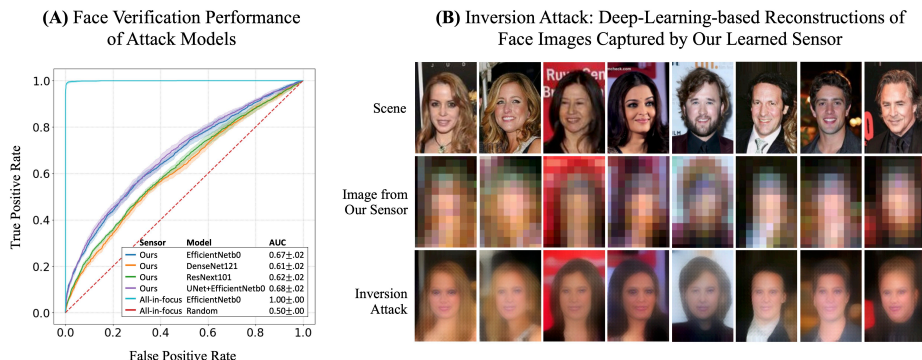 (A) Face Verification Performance
of Attack Models
True Positive Rate
1.0
0.8
0.6
0.4
0.2
0.0
Sensor Model AUC
Ours EfficientNetb0 0.67±.02
Ours DenseNet121 0.61±.02
Ours ResNext101 0.62±.02
Ours UNet+EfficientNetb0 0.68±.02
All-in-focus EfficientNetb0 1.00±.00
All-in-focus Random 0.50±.00
0.0 0.2 0.4 0.6 0.8 1.0
False Positive Rate
(B) Inversion Attack: Deep-Learning-based Reconstructions of
Face Images Captured by Our Learned Sensor
Scene
Image from
Our Sensor
Inversion
Attack